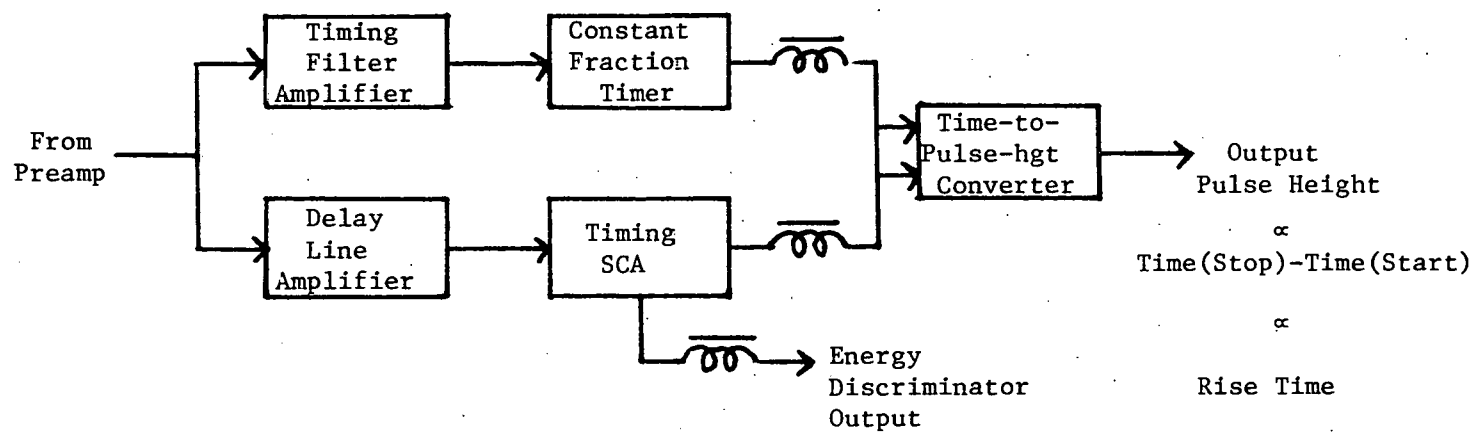 From
Preamp
Timing
Filter
Amplifier
Constant
Fraction
Timer
Delay
Line
Amplifier
Timing
SCA
Time-to-
Pulse-hgt
Converter
Output
Pulse Height
∝
Time(Stop)-Time(Start)
∝
Rise Time
Energy
Discriminator
Output